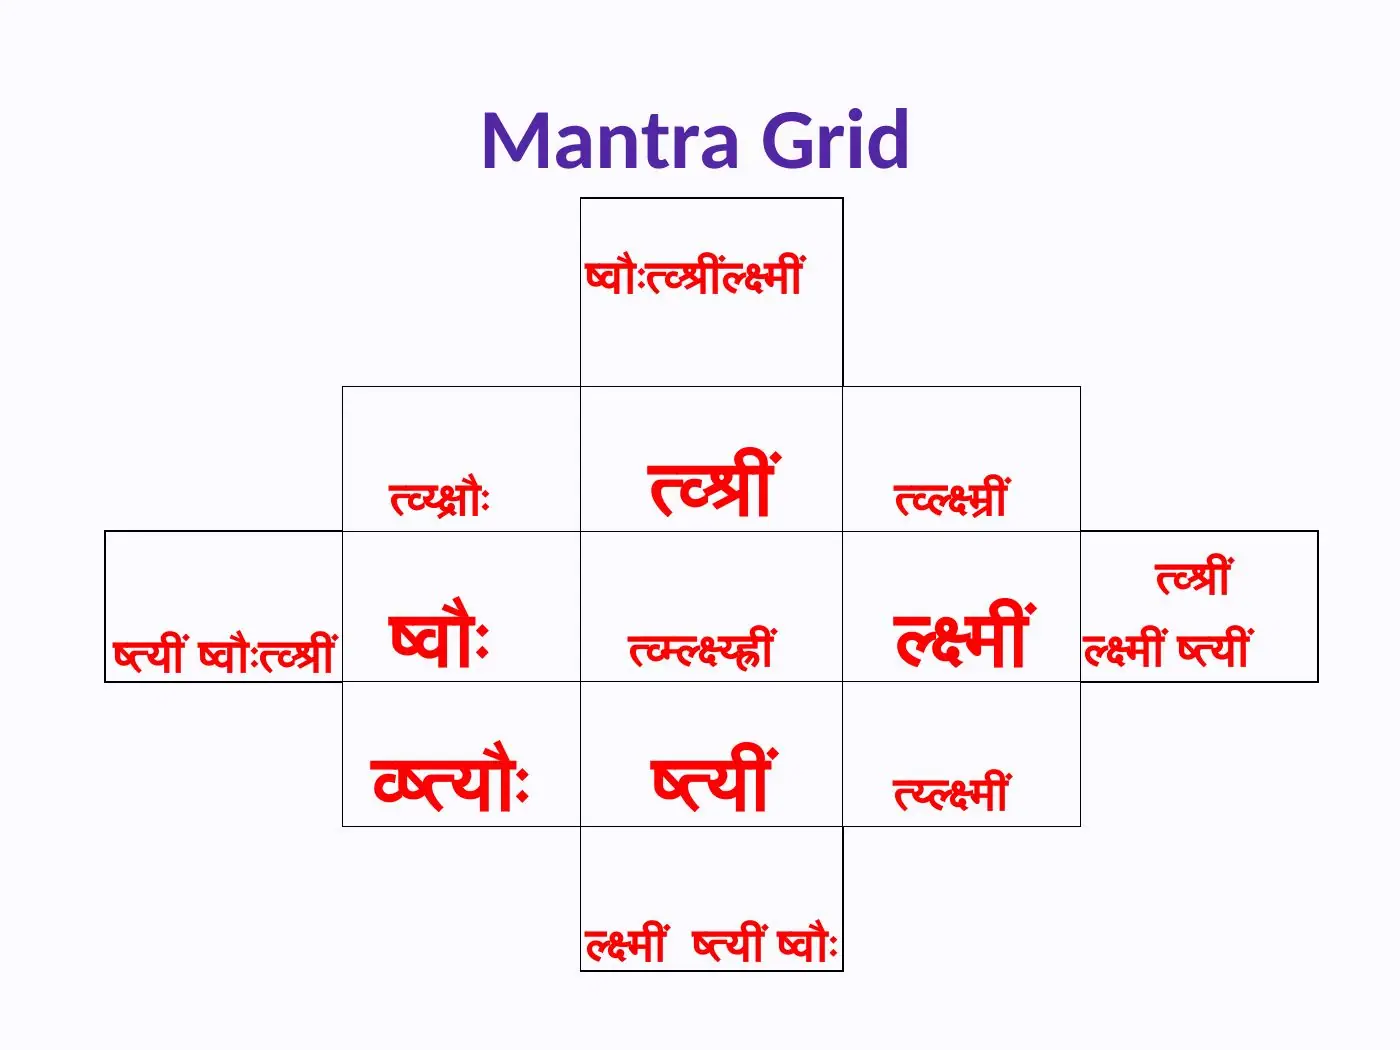 Mantra Grid
ष्वौःत्व्श्रींल्क्ष्मीं
त्व्य्क्ष्रौः
त्व्श्रीं
त्व्ल्क्ष्म्रीं
ष्त्यीं ष्वौःत्व्श्रीं
ष्वौः
त्व्म्ल्क्ष्य्ह्रीं
ल्क्ष्मीं
त्व्श्रीं
ल्क्ष्मीं ष्त्यीं
व्ष्त्यौः
ष्त्यीं
त्य्ल्क्ष्मीं
ल्क्ष्मीं ष्त्यीं ष्वौः